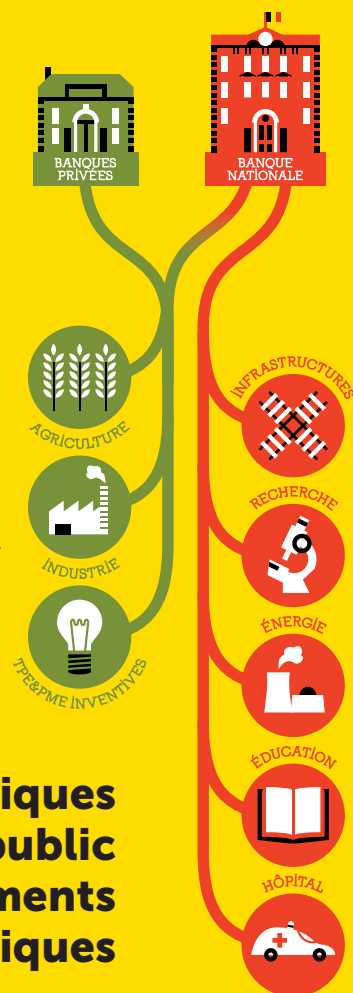 BANQUES
PRIVÉES
BANQUE
NATIONALE
AGRICULTURE
INDUSTRIE
TPE&PME INVENTIVES
INFRASTRUCTURES
RECHERCHE
ÉNERGIE
ÉDUCATION
HÔPITAL
iques
public
ments
iques